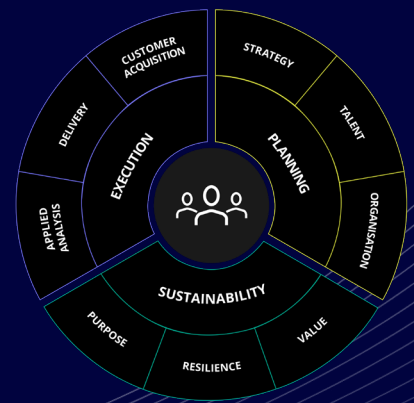 CUSTOMER
ACQUISITION
STRATEGY
DELIVERY
TALENT
EXECUTION
PLANNING
APPLIED
ANALYSIS
ORGANISATION
SUSTAINABILITY
PURPOSE
RESILIENCE
VALUE